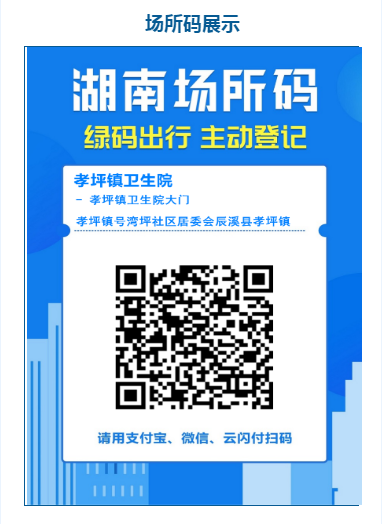 场所码展示
湖南场所码
绿码出行 主动登记
孝坪镇卫生院
- 孝坪镇卫生院大门
孝坪镇号湾坪社区居委会辰溪县孝坪镇
请用支付宝、微信、云闪付扫码